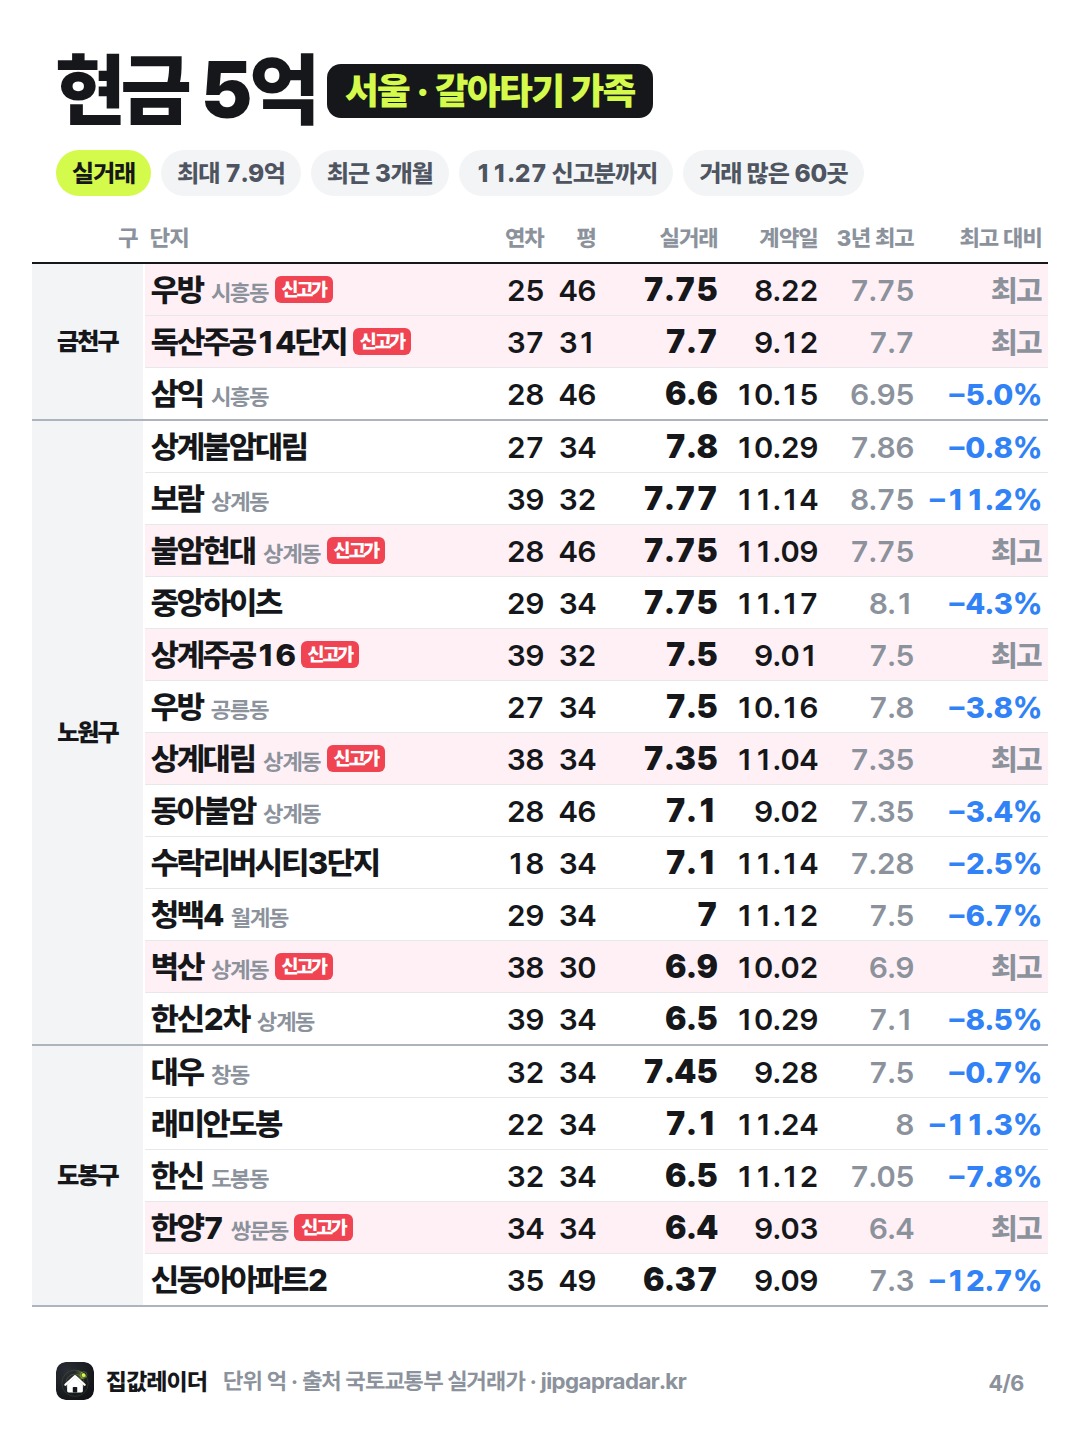 현금 5억 서울 · 갈아타기 가족
실거래 최대 7.9억 최근 3개월 11.27 신고분까지 거래 많은 60곳
구 단지 연차 평 실거래 계약일 3년 최고 최고 대비
금천구
우방 시흥동 신고가 25 46 7.75 8.22 7.75 최고
독산주공14단지 신고가 37 31 7.7 9.12 7.7 최고
삼익 시흥동 28 46 6.6 10.15 6.95 −5.0%
노원구
상계불암대림 27 34 7.8 10.29 7.86 −0.8%
보람 상계동 39 32 7.77 11.14 8.75 −11.2%
불암현대 상계동 신고가 28 46 7.75 11.09 7.75 최고
중앙하이츠 29 34 7.75 11.17 8.1 −4.3%
상계주공16 신고가 39 32 7.5 9.01 7.5 최고
우방 공릉동 27 34 7.5 10.16 7.8 −3.8%
상계대림 상계동 신고가 38 34 7.35 11.04 7.35 최고
동아불암 상계동 28 46 7.1 9.02 7.35 −3.4%
수락리버시티3단지 18 34 7.1 11.14 7.28 −2.5%
청백4 월계동 29 34 7 11.12 7.5 −6.7%
벽산 상계동 신고가 38 30 6.9 10.02 6.9 최고
한신2차 상계동 39 34 6.5 10.29 7.1 −8.5%
도봉구
대우 창동 32 34 7.45 9.28 7.5 −0.7%
래미안도봉 22 34 7.1 11.24 8 −11.3%
한신 도봉동 32 34 6.5 11.12 7.05 −7.8%
한양7 쌍문동 신고가 34 34 6.4 9.03 6.4 최고
신동아아파트2 35 49 6.37 9.09 7.3 −12.7%
집값레이더 단위 억 · 출처 국토교통부 실거래가 · jipgapradar.kr 4/6